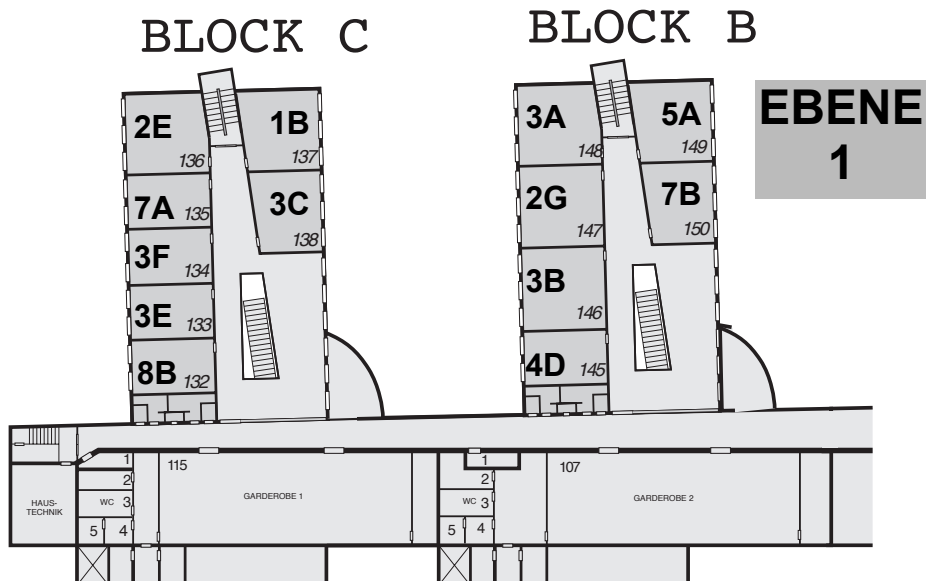 BLOCK C
BLOCK B
EBENE
1
2E
136
1B
137
7A
135
3C
138
3F
134
3E
133
8B
132
3A
148
5A
149
2G
147
7B
150
3B
146
4D
145
HAUS-
TECHNIK
1
2
WC 3
5 4
115
GARDEROBE 1
1
2
WC 3
5 4
107
GARDEROBE 2